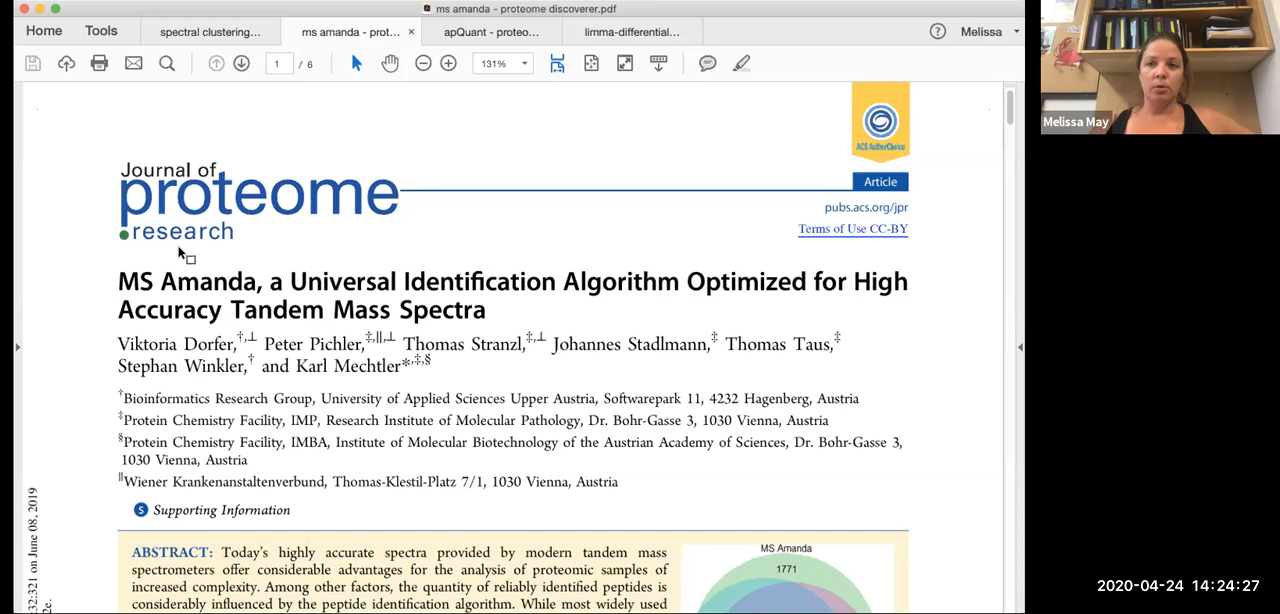 ms amanda - proteome discoverer.pdf
Home Tools spectral clustering... ms amanda - prot... × apQuant - proteo... limma-differential... Melissa
1 / 6 131%
ACS AuthorChoice
Article
Journal of
proteome
research
pubs.acs.org/jpr
Terms of Use CC-BY
MS Amanda, a Universal Identification Algorithm Optimized for High
Accuracy Tandem Mass Spectra
Viktoria Dorfer,†,⊥ Peter Pichler,‡,∥,⊥ Thomas Stranzl,‡,⊥ Johannes Stadlmann,‡ Thomas Taus,‡
Stephan Winkler,† and Karl Mechtler*,‡,§
†Bioinformatics Research Group, University of Applied Sciences Upper Austria, Softwarepark 11, 4232 Hagenberg, Austria
‡Protein Chemistry Facility, IMP, Research Institute of Molecular Pathology, Dr. Bohr-Gasse 3, 1030 Vienna, Austria
§Protein Chemistry Facility, IMBA, Institute of Molecular Biotechnology of the Austrian Academy of Sciences, Dr. Bohr-Gasse 3,
1030 Vienna, Austria
∥Wiener Krankenanstaltenverbund, Thomas-Klestil-Platz 7/1, 1030 Vienna, Austria
S Supporting Information
ABSTRACT: Today's highly accurate spectra provided by modern tandem mass
spectrometers offer considerable advantages for the analysis of proteomic samples
of increased complexity. Among other factors, the quantity of reliably identified peptides is
considerably influenced by the peptide identification algorithm. While most widely used
MS Amanda
1771
32:321 on June 08, 2019
Melissa May
2020-04-24 14:24:27